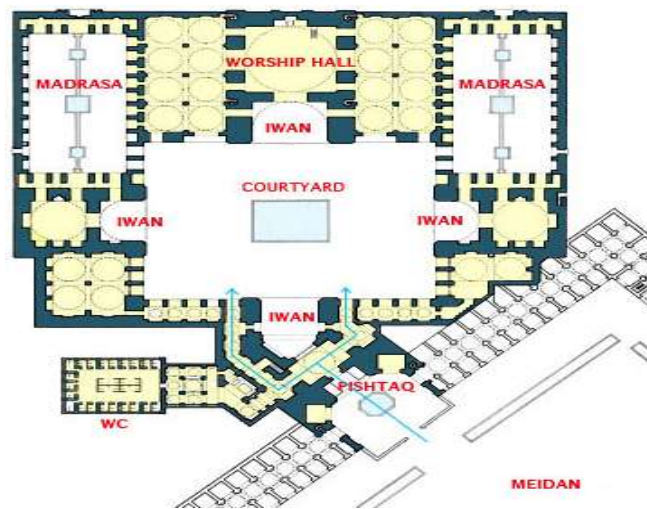 WORSHIP HALL
MADRASA
MADRASA
IWAN
COURTYARD
IWAN
IWAN
IWAN
PISHTAQ
WC
MEIDAN